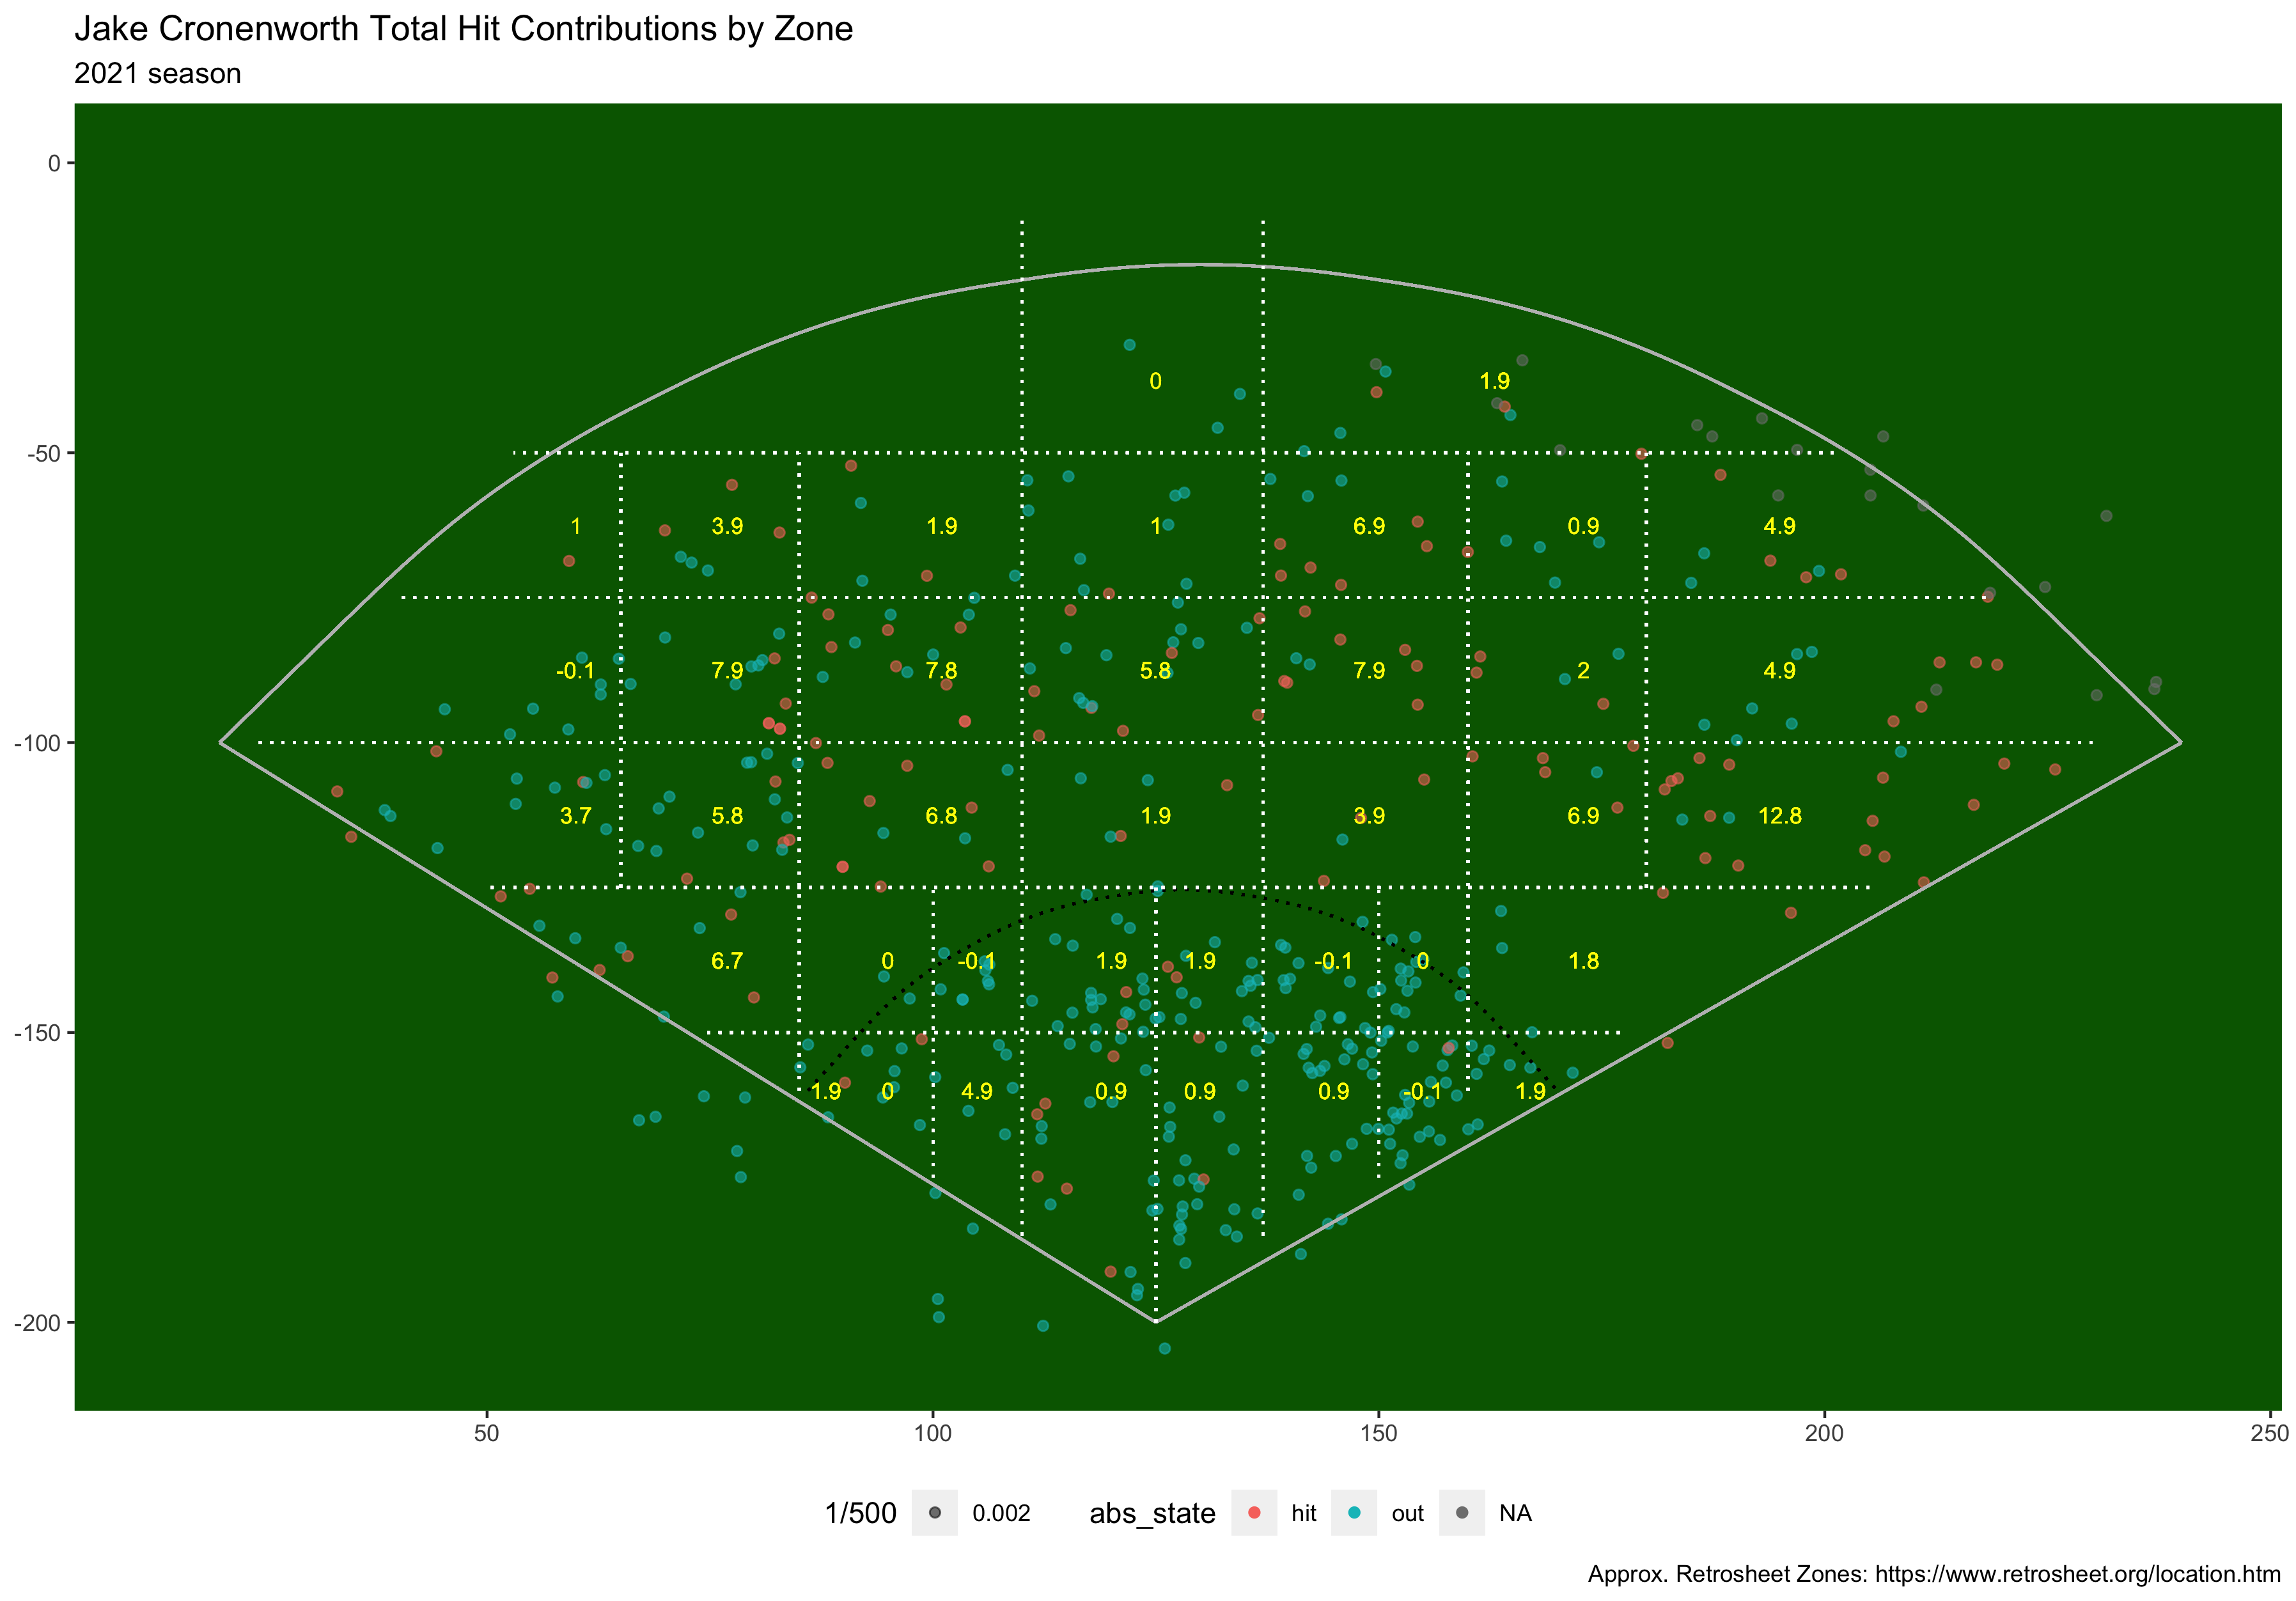 Jake Cronenworth Total Hit Contributions by Zone
2021 season
0
0 1.9
-50
1 3.9 1.9 1 6.9 0.9 4.9
-0.1 7.9 7.8 5.8 7.9 2 4.9
-100
3.7 5.8 6.8 1.9 3.9 6.9 12.8
6.7 0 -0.1 1.9 1.9 -0.1 0 1.8
-150
1.9 0 4.9 0.9 0.9 0.9 -0.1 1.9
-200
50 100 150 200 250
1/500 0.002 abs_state hit out NA
Approx. Retrosheet Zones: https://www.retrosheet.org/location.htm